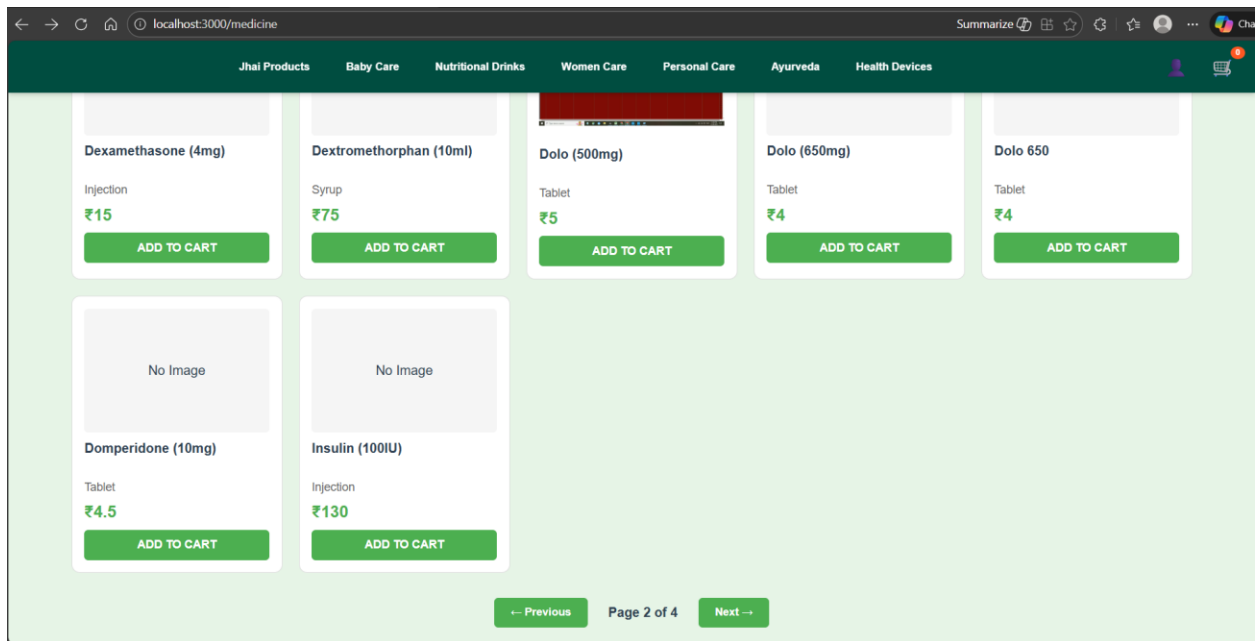 localhost:3000/medicine
Summarize
Cha
Jhai Products Baby Care Nutritional Drinks Women Care Personal Care Ayurveda Health Devices
0
Dexamethasone (4mg)
Injection
₹15
ADD TO CART
Dextromethorphan (10ml)
Syrup
₹75
ADD TO CART
Dolo (500mg)
Tablet
₹5
ADD TO CART
Dolo (650mg)
Tablet
₹4
ADD TO CART
Dolo 650
Tablet
₹4
ADD TO CART
No Image
Domperidone (10mg)
Tablet
₹4.5
ADD TO CART
No Image
Insulin (100IU)
Injection
₹130
ADD TO CART
← Previous Page 2 of 4 Next →